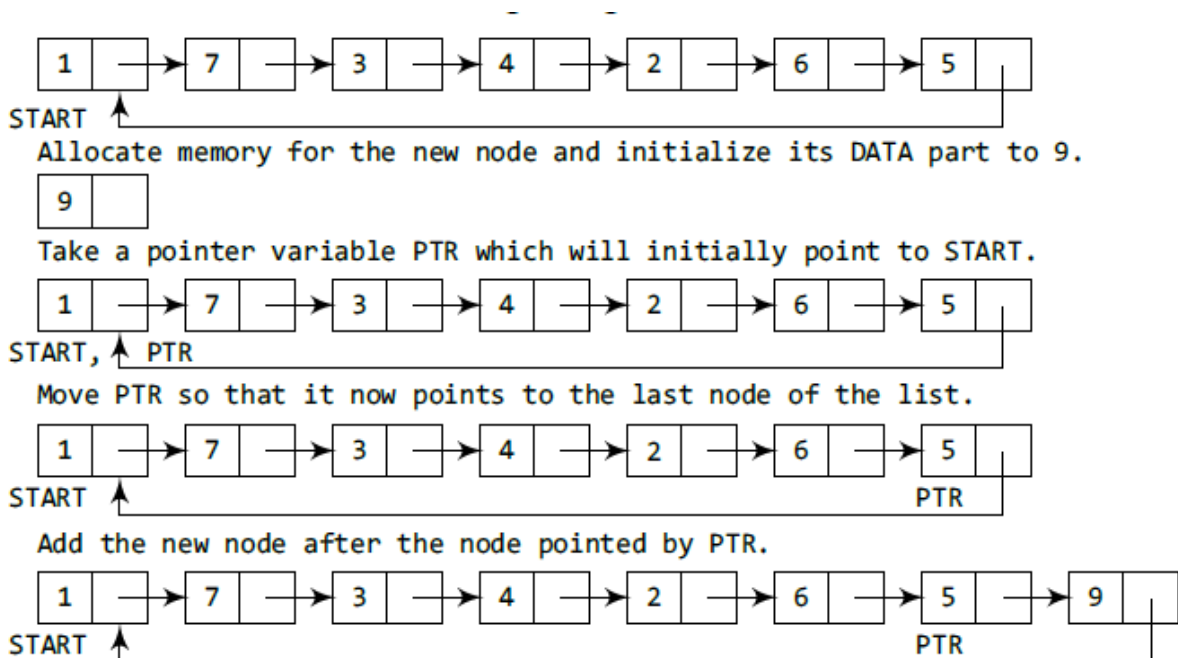 1 7 3 4 2 6 5
START
Allocate memory for the new node and initialize its DATA part to 9.
9
Take a pointer variable PTR which will initially point to START.
1 7 3 4 2 6 5
START, PTR
Move PTR so that it now points to the last node of the list.
1 7 3 4 2 6 5
START PTR
Add the new node after the node pointed by PTR.
1 7 3 4 2 6 5 9
START PTR